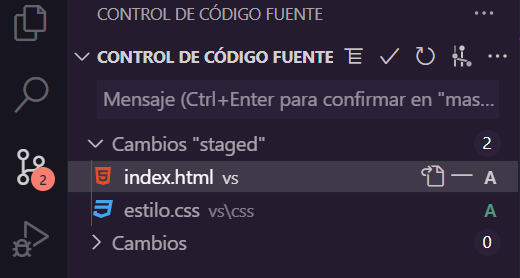 CONTROL DE CÓDIGO FUENTE
CONTROL DE CÓDIGO FUENTE
Mensaje (Ctrl+Enter para confirmar en "mas...
Cambios "staged" 2
index.html vs A
2
estilo.css vs\css A
Cambios 0